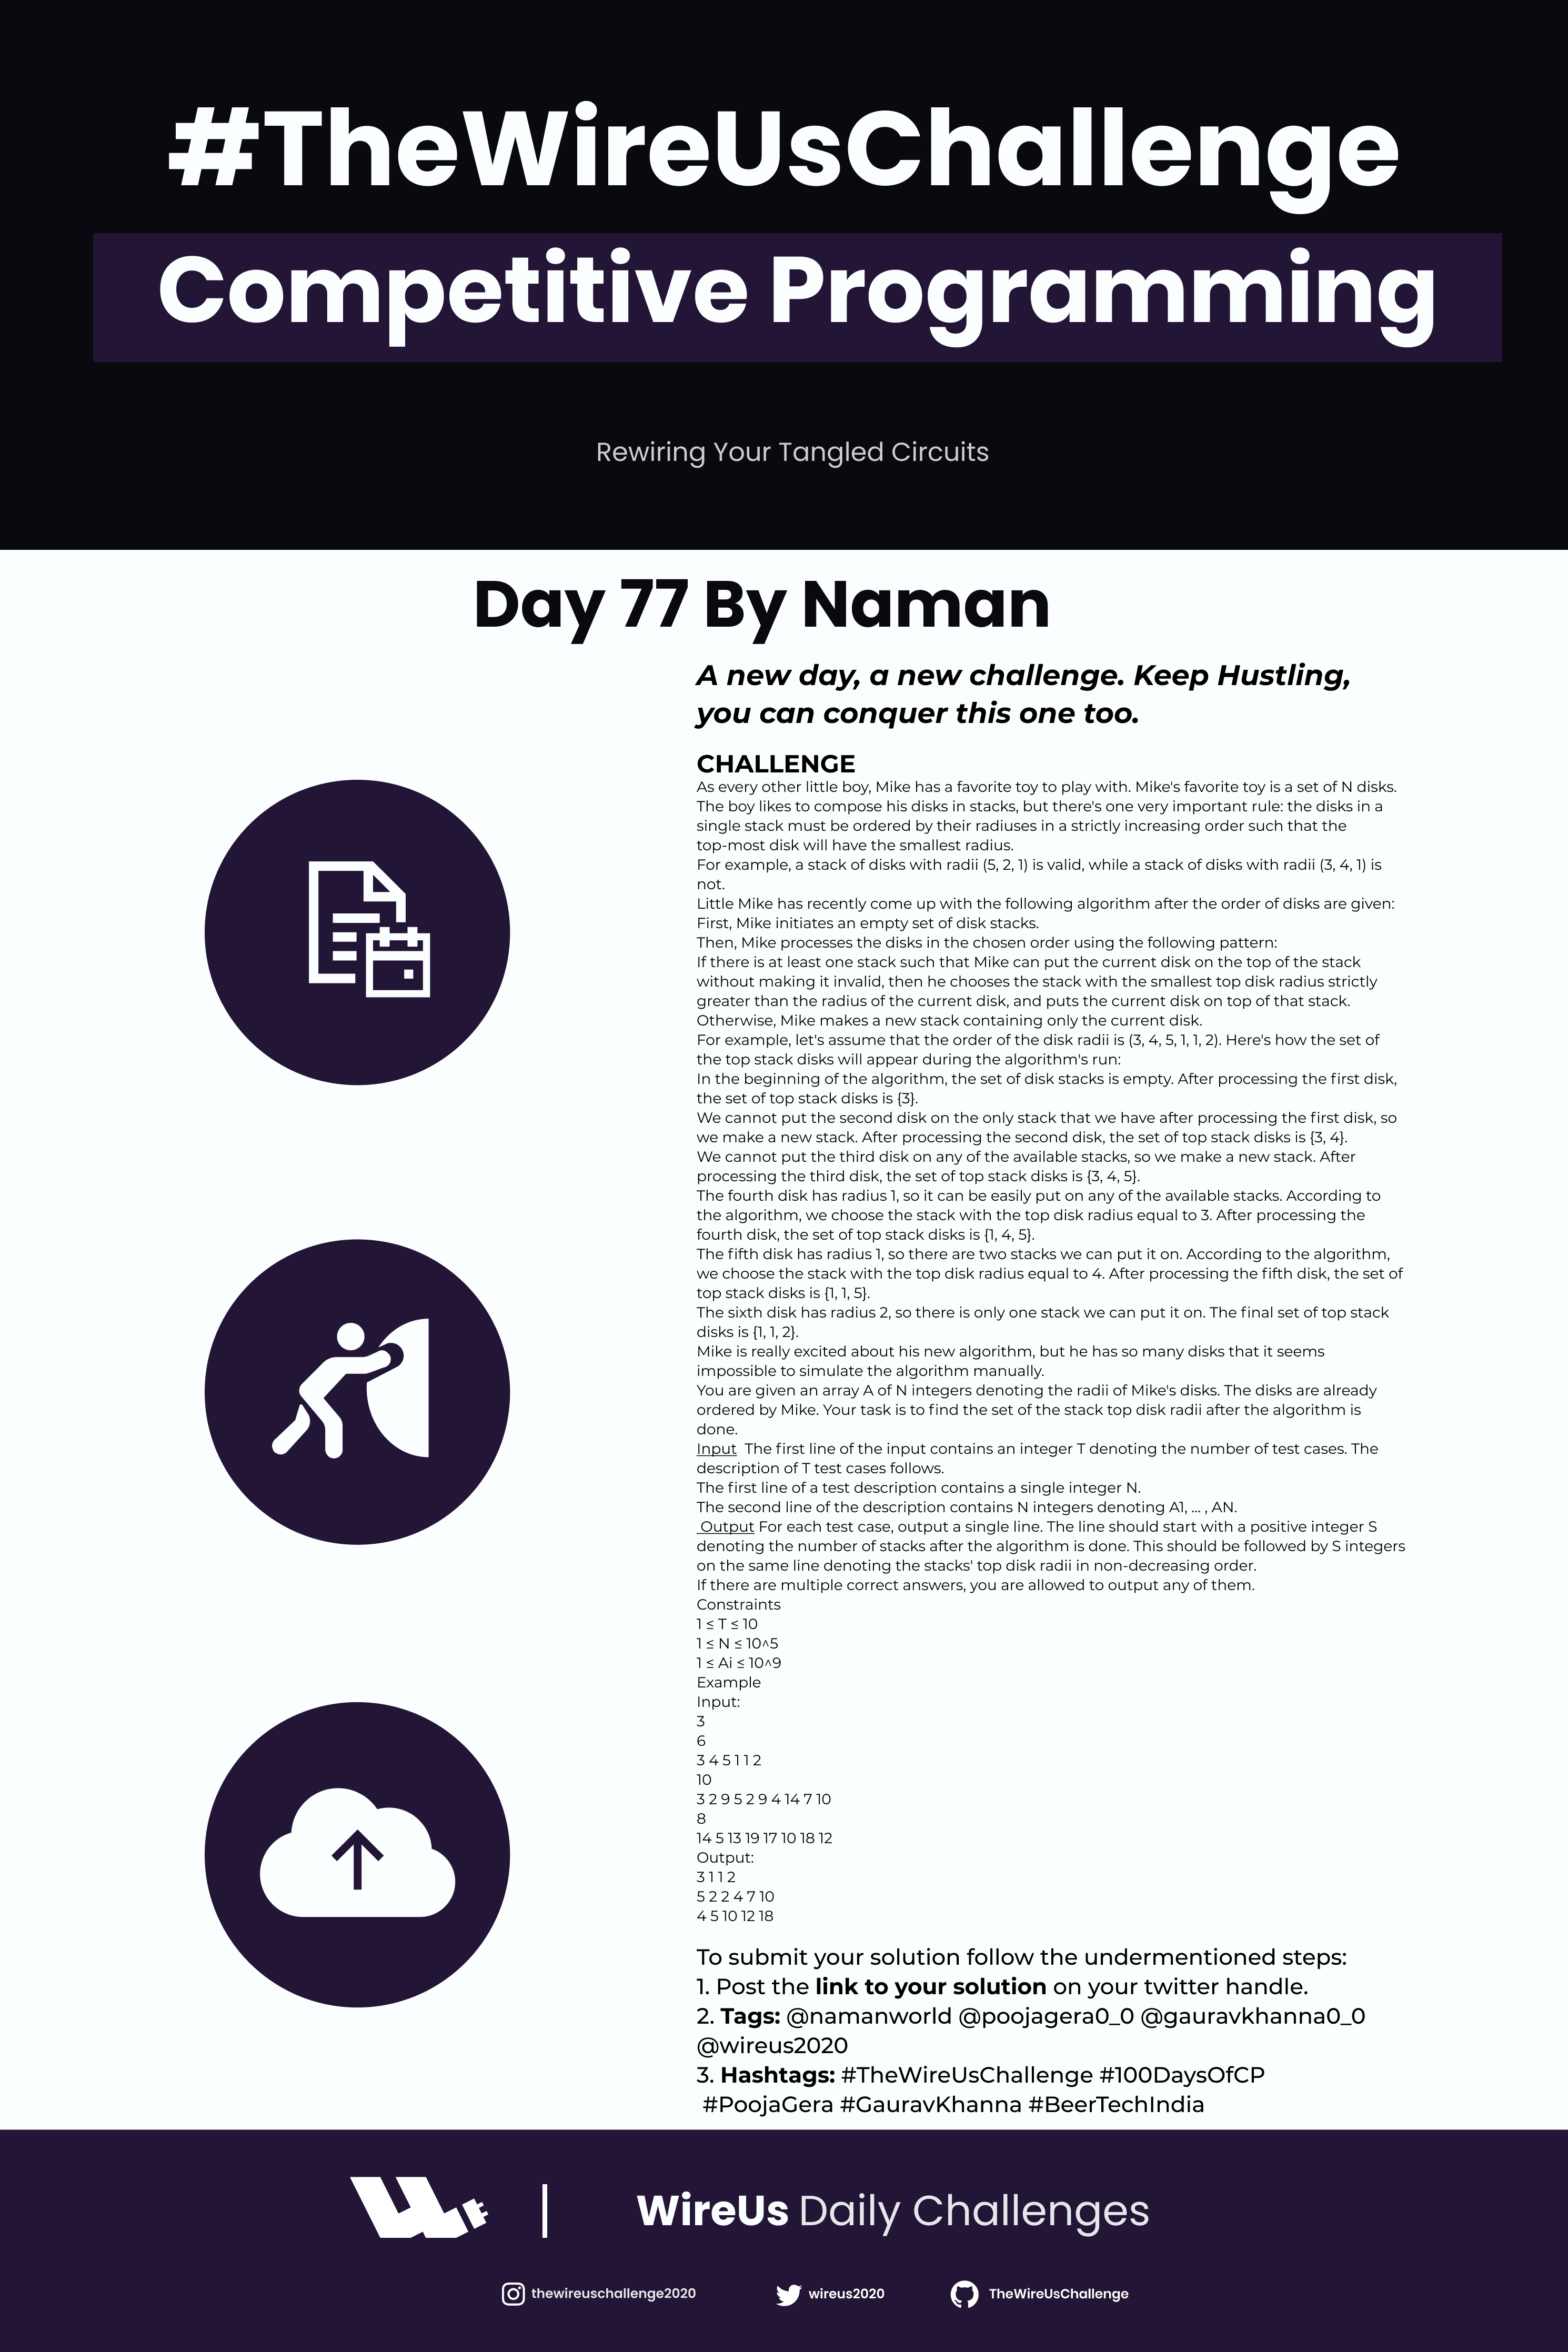 #TheWireUsChallenge
Competitive Programming
Rewiring Your Tangled Circuits
Day 77 By Naman
A new day, a new challenge. Keep Hustling,
you can conquer this one too.
CHALLENGE
As every other little boy, Mike has a favorite toy to play with. Mike's favorite toy is a set of N disks.
The boy likes to compose his disks in stacks, but there's one very important rule: the disks in a
single stack must be ordered by their radiuses in a strictly increasing order such that the
top-most disk will have the smallest radius.
For example, a stack of disks with radii (5, 2, 1) is valid, while a stack of disks with radii (3, 4, 1) is
not.
Little Mike has recently come up with the following algorithm after the order of disks are given:
First, Mike initiates an empty set of disk stacks.
Then, Mike processes the disks in the chosen order using the following pattern:
If there is at least one stack such that Mike can put the current disk on the top of the stack
without making it invalid, then he chooses the stack with the smallest top disk radius strictly
greater than the radius of the current disk, and puts the current disk on top of that stack.
Otherwise, Mike makes a new stack containing only the current disk.
For example, let's assume that the order of the disk radii is (3, 4, 5, 1, 1, 2). Here's how the set of
the top stack disks will appear during the algorithm's run:
In the beginning of the algorithm, the set of disk stacks is empty. After processing the first disk,
the set of top stack disks is {3}.
We cannot put the second disk on the only stack that we have after processing the first disk, so
we make a new stack. After processing the second disk, the set of top stack disks is {3, 4}.
We cannot put the third disk on any of the available stacks, so we make a new stack. After
processing the third disk, the set of top stack disks is {3, 4, 5}.
The fourth disk has radius 1, so it can be easily put on any of the available stacks. According to
the algorithm, we choose the stack with the top disk radius equal to 3. After processing the
fourth disk, the set of top stack disks is {1, 4, 5}.
The fifth disk has radius 1, so there are two stacks we can put it on. According to the algorithm,
we choose the stack with the top disk radius equal to 4. After processing the fifth disk, the set of
top stack disks is {1, 1, 5}.
The sixth disk has radius 2, so there is only one stack we can put it on. The final set of top stack
disks is {1, 1, 2}.
Mike is really excited about his new algorithm, but he has so many disks that it seems
impossible to simulate the algorithm manually.
You are given an array A of N integers denoting the radii of Mike's disks. The disks are already
ordered by Mike. Your task is to find the set of the stack top disk radii after the algorithm is
done.
Input  The first line of the input contains an integer T denoting the number of test cases. The
description of T test cases follows.
The first line of a test description contains a single integer N.
The second line of the description contains N integers denoting A1, ... , AN.
Output For each test case, output a single line. The line should start with a positive integer S
denoting the number of stacks after the algorithm is done. This should be followed by S integers
on the same line denoting the stacks' top disk radii in non-decreasing order.
If there are multiple correct answers, you are allowed to output any of them.
Constraints
1 ≤ T ≤ 10
1 ≤ N ≤ 10^5
1 ≤ Ai ≤ 10^9
Example
Input:
3
6
3 4 5 1 1 2
10
3 2 9 5 2 9 4 14 7 10
8
14 5 13 19 17 10 18 12
Output:
3 1 1 2
5 2 2 4 7 10
4 5 10 12 18
To submit your solution follow the undermentioned steps:
1. Post the link to your solution on your twitter handle.
2. Tags: @namanworld @poojagera0_0 @gauravkhanna0_0
@wireus2020
3. Hashtags: #TheWireUsChallenge #100DaysOfCP
#PoojaGera #GauravKhanna #BeerTechIndia
WireUs Daily Challenges
thewireuschallenge2020 wireus2020 TheWireUsChallenge